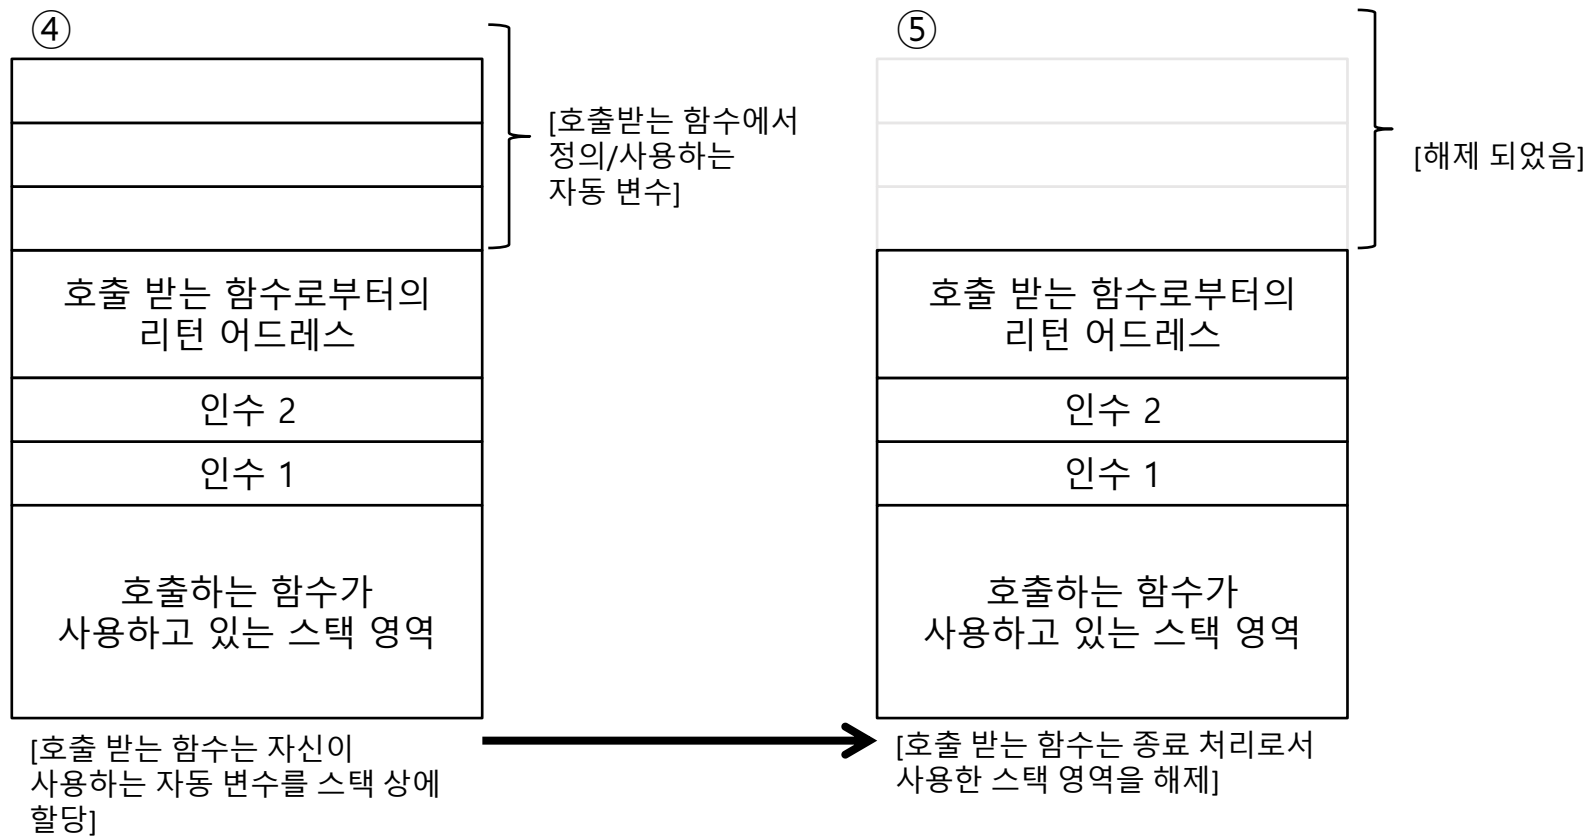 ④
[호출받는 함수에서
정의/사용하는
자동 변수]
호출 받는 함수로부터의
리턴 어드레스
인수 2
인수 1
호출하는 함수가
사용하고 있는 스택 영역
[호출 받는 함수는 자신이
사용하는 자동 변수를 스택 상에
할당]
⑤
[해제 되었음]
호출 받는 함수로부터의
리턴 어드레스
인수 2
인수 1
호출하는 함수가
사용하고 있는 스택 영역
[호출 받는 함수는 종료 처리로서
사용한 스택 영역을 해제]